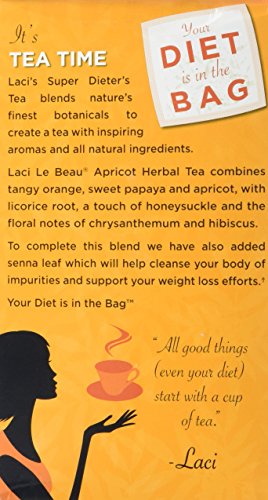 It's
TEA TIME
Your
DIET
is in the
BAG
Laci's Super Dieter's
Tea blends nature's
finest botanicals to
create a tea with inspiring
aromas and all natural ingredients.
Laci Le Beau® Apricot Herbal Tea combines
tangy orange, sweet papaya and apricot, with
licorice root, a touch of honeysuckle and the
floral notes of chrysanthemum and hibiscus.
To complete this blend we have also added
senna leaf which will help cleanse your body of
impurities and support your weight loss efforts.†
Your Diet is in the Bag™
"All good things
(even your diet)
start with a cup
of tea."
-Laci